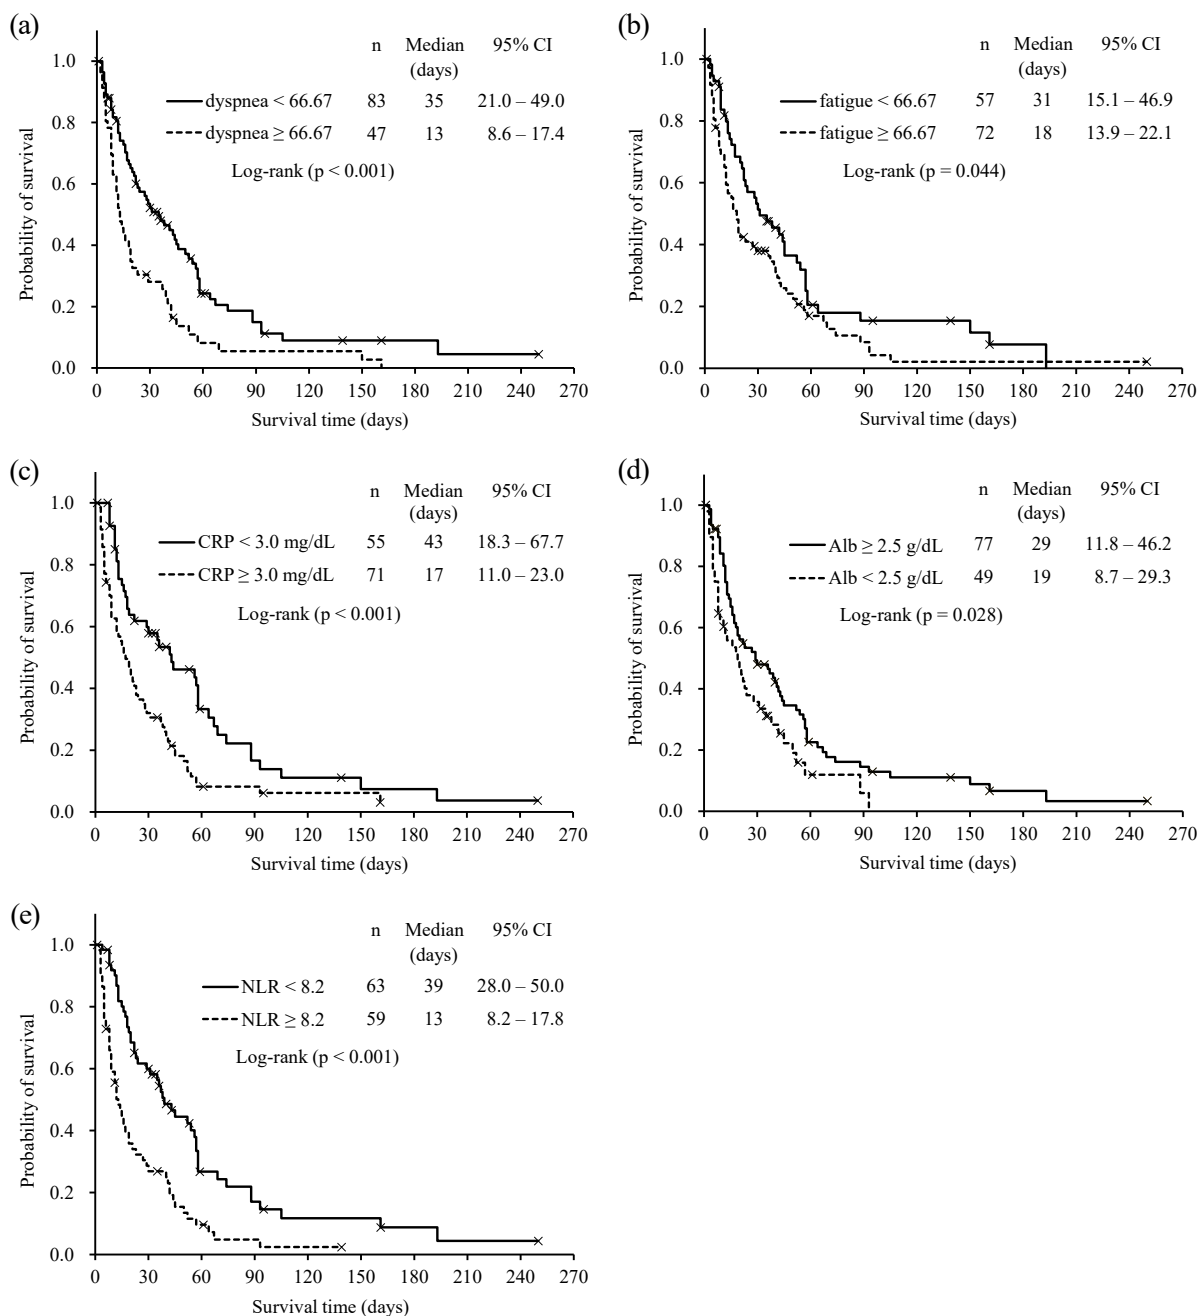 (a)
n Median 95% CI
(days)
dyspnea < 66.67 83 35 21.0 – 49.0
dyspnea ≥ 66.67 47 13 8.6 – 17.4
Log-rank (p < 0.001)
Probability of survival
1.0
0.8
0.6
0.4
0.2
0.0
0 30 60 90 120 150 180 210 240 270
Survival time (days)
(b)
n Median 95% CI
(days)
fatigue < 66.67 57 31 15.1 – 46.9
fatigue ≥ 66.67 72 18 13.9 – 22.1
Log-rank (p = 0.044)
Probability of survival
1.0
0.8
0.6
0.4
0.2
0.0
0 30 60 90 120 150 180 210 240 270
Survival time (days)
(c)
n Median 95% CI
(days)
CRP < 3.0 mg/dL 55 43 18.3 – 67.7
CRP ≥ 3.0 mg/dL 71 17 11.0 – 23.0
Log-rank (p < 0.001)
Probability of survival
1.0
0.8
0.6
0.4
0.2
0.0
0 30 60 90 120 150 180 210 240 270
Survival time (days)
(d)
n Median 95% CI
(days)
Alb ≥ 2.5 g/dL 77 29 11.8 – 46.2
Alb < 2.5 g/dL 49 19 8.7 – 29.3
Log-rank (p = 0.028)
Probability of survival
1.0
0.8
0.6
0.4
0.2
0.0
0 30 60 90 120 150 180 210 240 270
Survival time (days)
(e)
n Median 95% CI
(days)
NLR < 8.2 63 39 28.0 – 50.0
NLR ≥ 8.2 59 13 8.2 – 17.8
Log-rank (p < 0.001)
Probability of survival
1.0
0.8
0.6
0.4
0.2
0.0
0 30 60 90 120 150 180 210 240 270
Survival time (days)